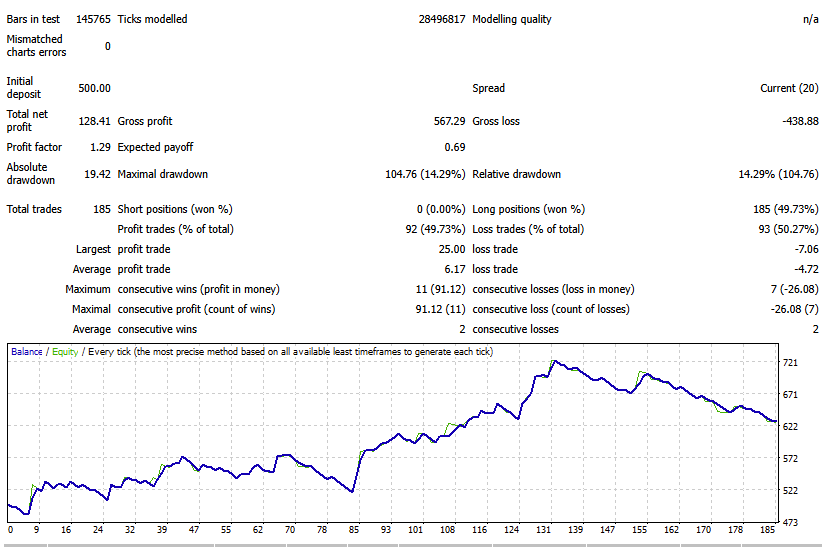 Bars in test 145765 Ticks modelled 28496817 Modelling quality n/a
Mismatched
charts errors 0
Initial
deposit 500.00 Spread Current (20)
Total net
profit 128.41 Gross profit 567.29 Gross loss -438.88
Profit factor 1.29 Expected payoff 0.69
Absolute
drawdown 19.42 Maximal drawdown 104.76 (14.29%) Relative drawdown 14.29% (104.76)
Total trades 185 Short positions (won %) 0 (0.00%) Long positions (won %) 185 (49.73%)
Profit trades (% of total) 92 (49.73%) Loss trades (% of total) 93 (50.27%)
Largest profit trade 25.00 loss trade -7.06
Average profit trade 6.17 loss trade -4.72
Maximum consecutive wins (profit in money) 11 (91.12) consecutive losses (loss in money) 7 (-26.08)
Maximal consecutive profit (count of wins) 91.12 (11) consecutive loss (count of losses) -26.08 (7)
Average consecutive wins 2 consecutive losses 2
Balance / Equity / Every tick (the most precise method based on all available least timeframes to generate each tick)
721
671
622
572
522
473
0 9 16 24 32 39 47 55 62 70 78 85 93 101 108 116 124 131 139 147 155 162 170 178 185